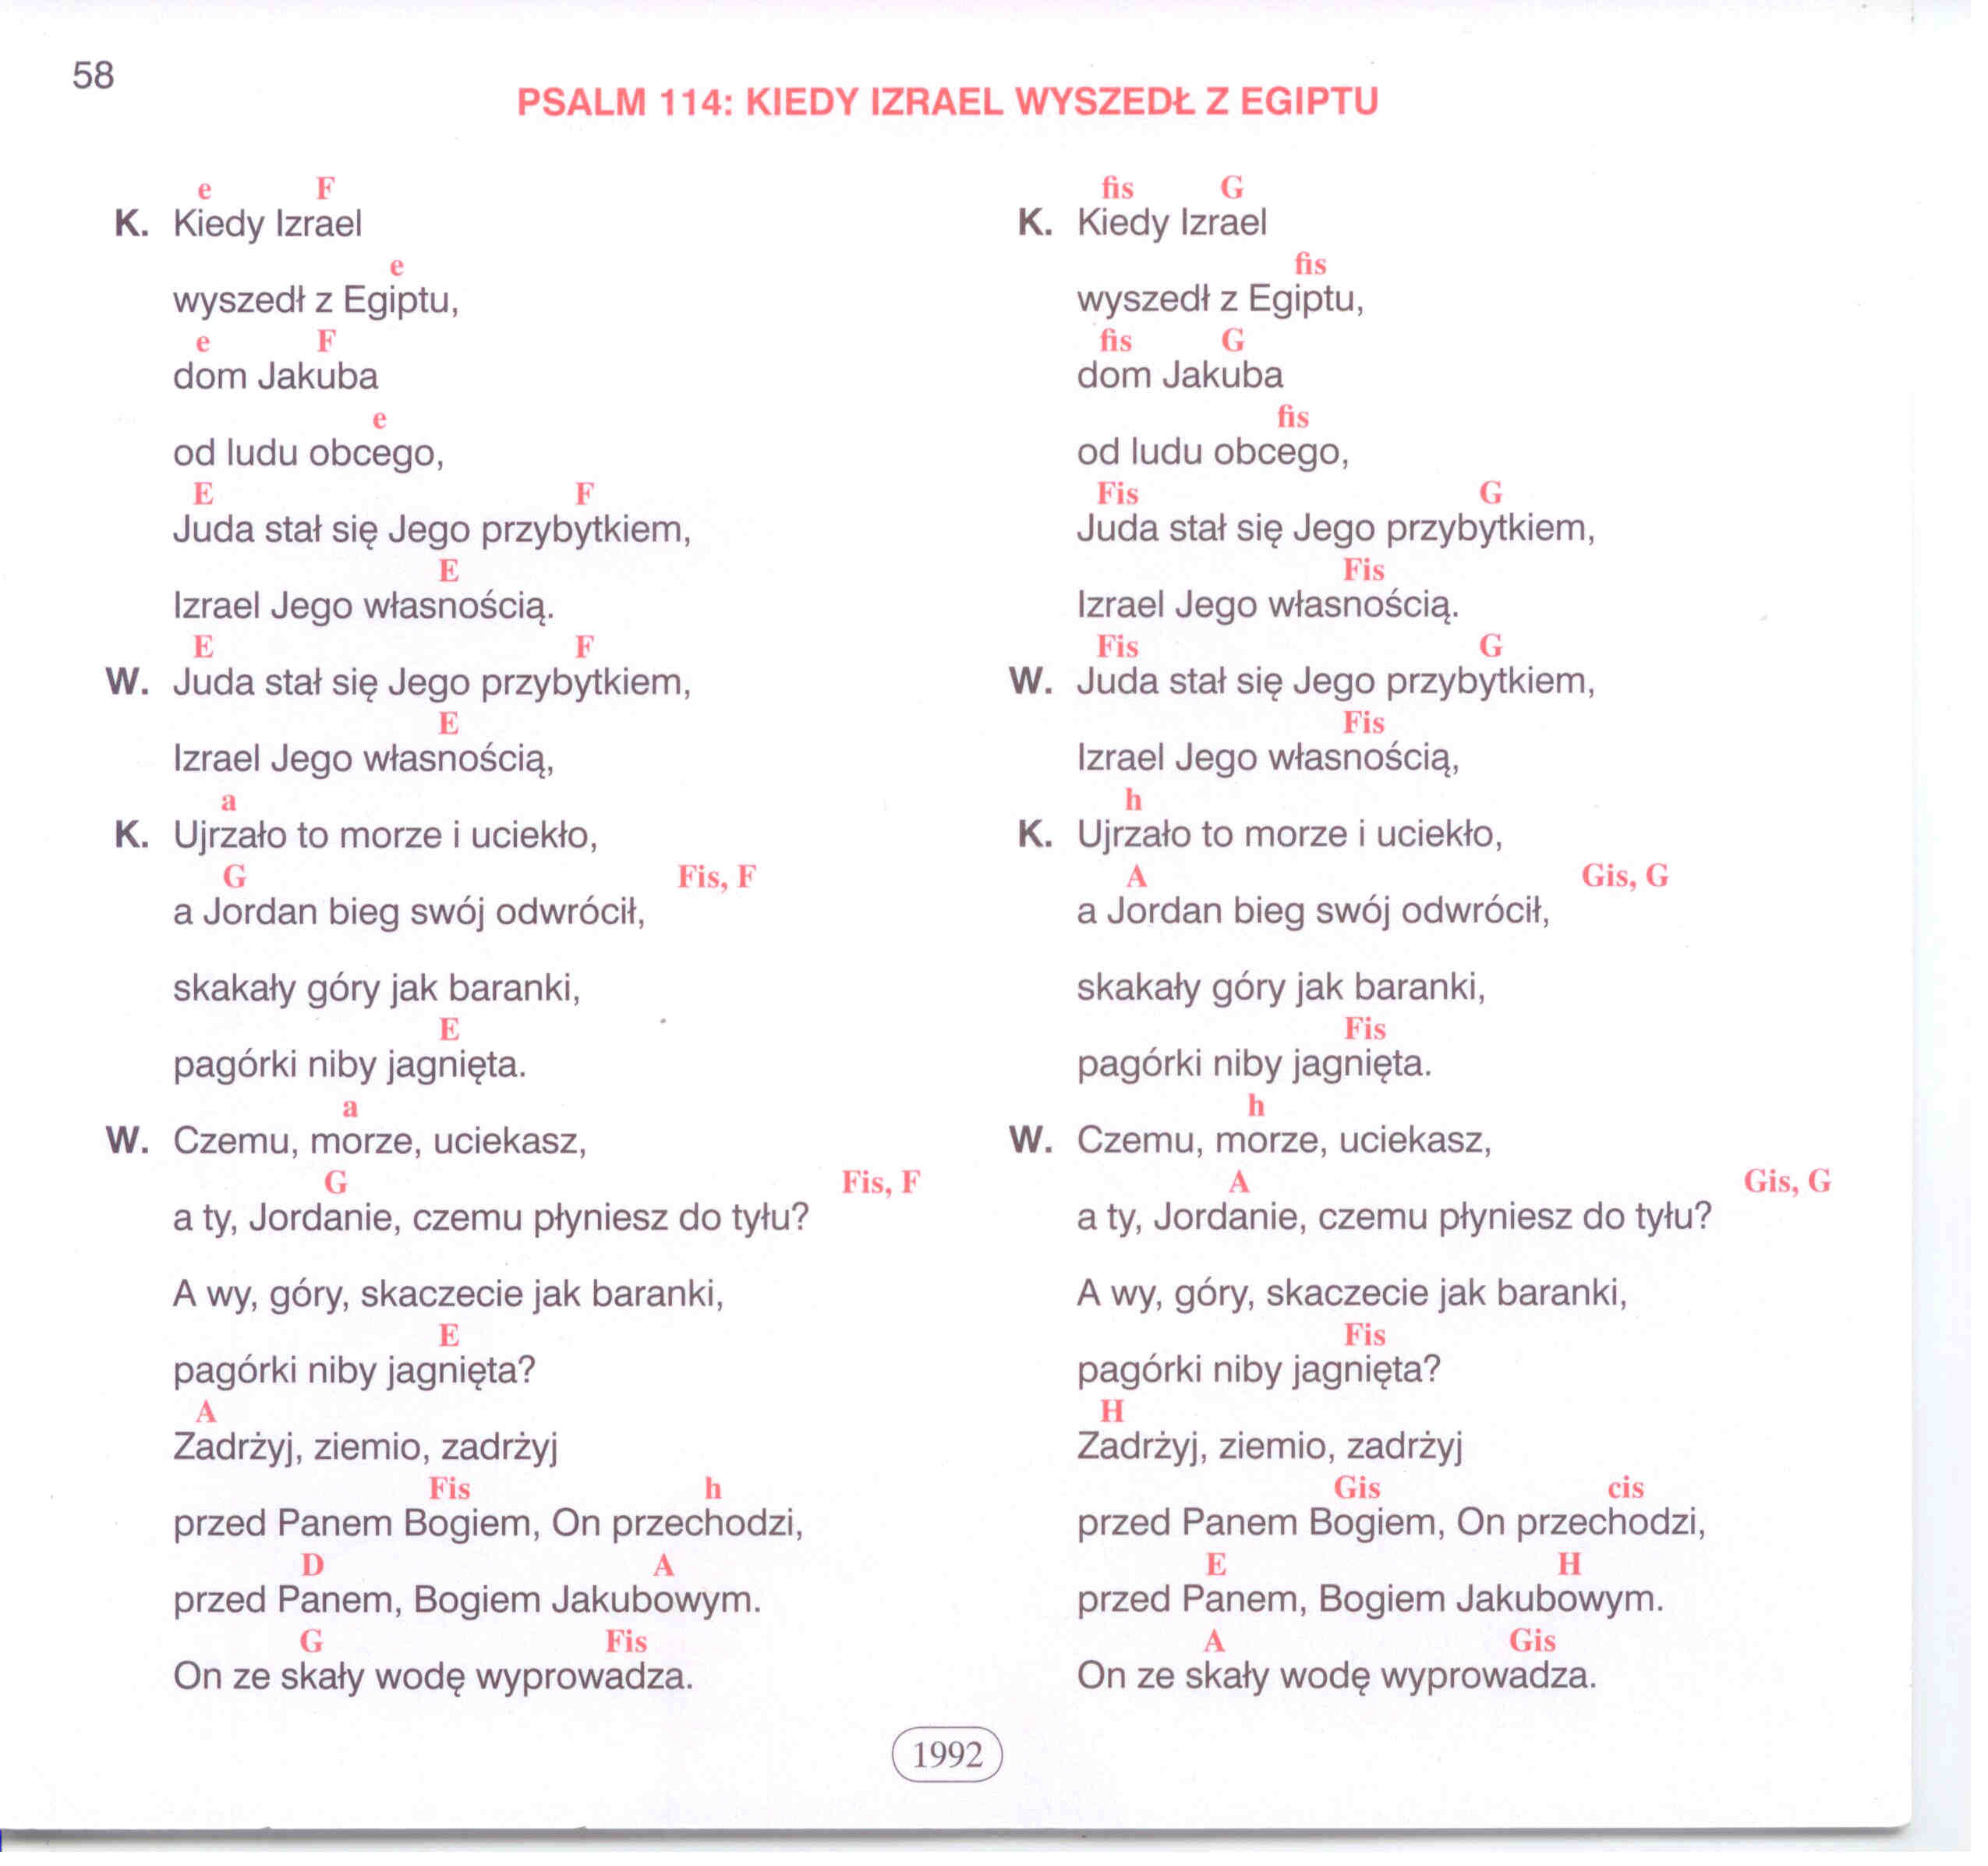 58
PSALM 114: KIEDY IZRAEL WYSZEDŁ Z EGIPTU
e F
K. Kiedy Izrael
e
wyszedł z Egiptu,
e F
dom Jakuba
e
od ludu obcego,
E F
Juda stał się Jego przybytkiem,
E
Izrael Jego własnością.
E F
W. Juda stał się Jego przybytkiem,
E
Izrael Jego własnością,
a
K. Ujrzało to morze i uciekło,
G Fis, F
a Jordan bieg swój odwrócił,
skakały góry jak baranki,
E
pagórki niby jagnięta.
a
W. Czemu, morze, uciekasz,
G Fis, F
a ty, Jordanie, czemu płyniesz do tyłu?
A wy, góry, skaczecie jak baranki,
E
pagórki niby jagnięta?
A
Zadrżyj, ziemio, zadrżyj
Fis h
przed Panem Bogiem, On przechodzi,
D A
przed Panem, Bogiem Jakubowym.
G Fis
On ze skały wodę wyprowadza.
fis G
K. Kiedy Izrael
fis
wyszedł z Egiptu,
fis G
dom Jakuba
fis
od ludu obcego,
Fis G
Juda stał się Jego przybytkiem,
Fis
Izrael Jego własnością.
Fis G
W. Juda stał się Jego przybytkiem,
Fis
Izrael Jego własnością,
h
K. Ujrzało to morze i uciekło,
A Gis, G
a Jordan bieg swój odwrócił,
skakały góry jak baranki,
Fis
pagórki niby jagnięta.
h
W. Czemu, morze, uciekasz,
A Gis, G
a ty, Jordanie, czemu płyniesz do tyłu?
A wy, góry, skaczecie jak baranki,
Fis
pagórki niby jagnięta?
H
Zadrżyj, ziemio, zadrżyj
Gis cis
przed Panem Bogiem, On przechodzi,
E H
przed Panem, Bogiem Jakubowym.
A Gis
On ze skały wodę wyprowadza.
1992